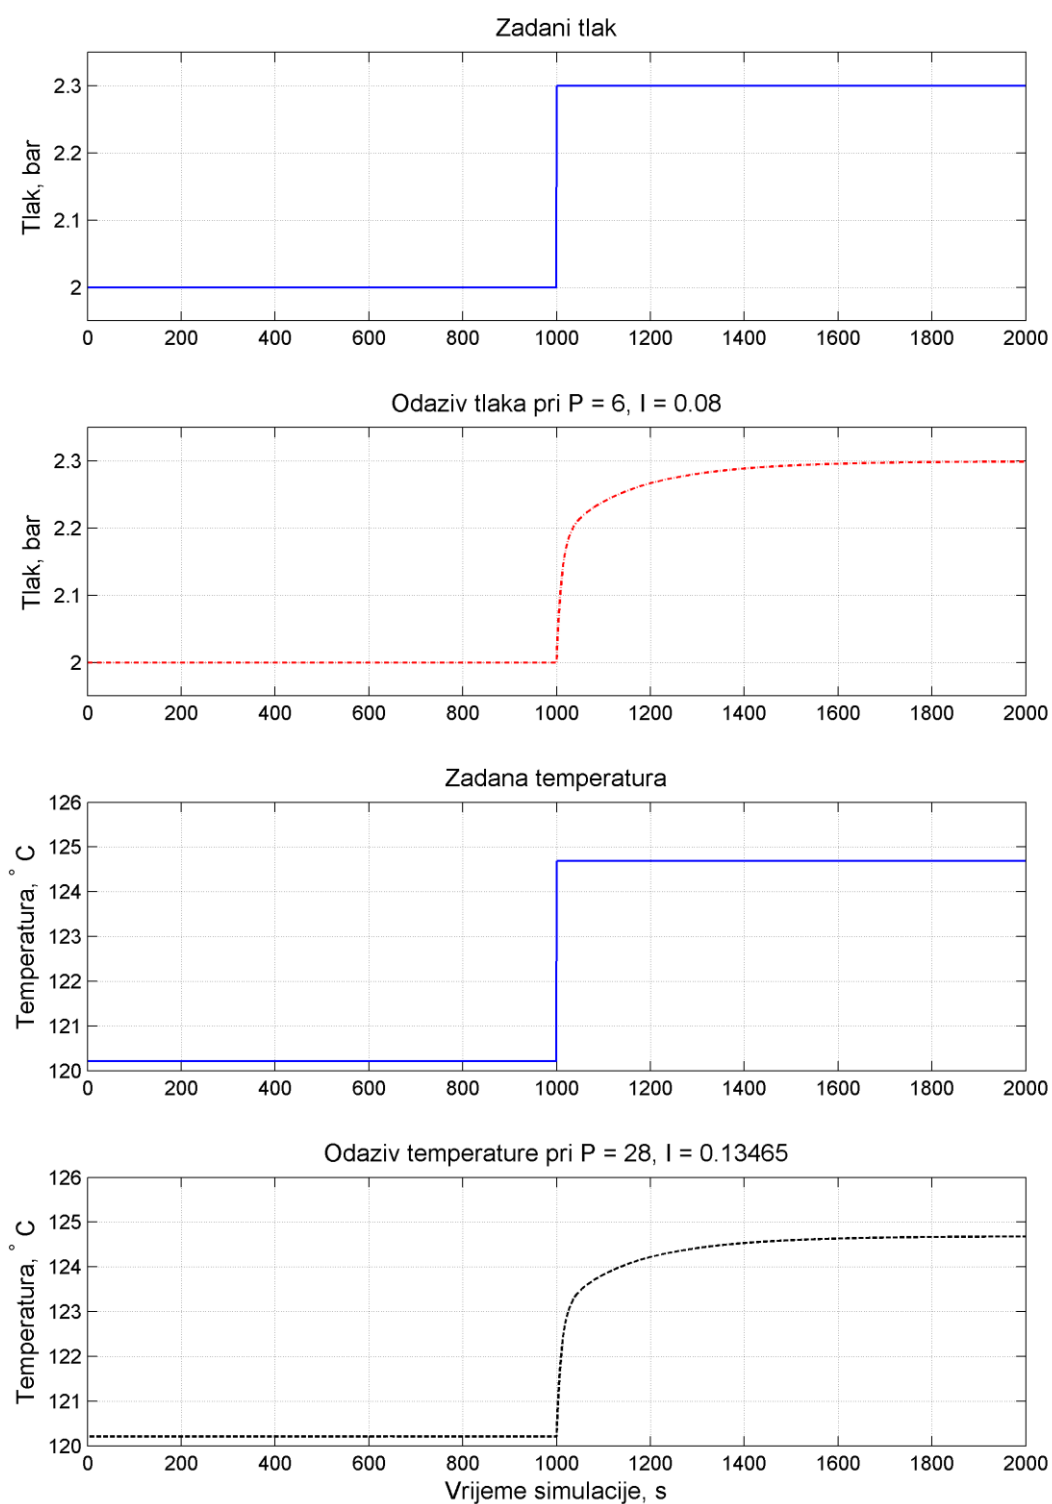 Zadani tlak
Tlak, bar
2.3
2.2
2.1
2
0 200 400 600 800 1000 1200 1400 1600 1800 2000
Odaziv tlaka pri P = 6, I = 0.08
Tlak, bar
2.3
2.2
2.1
2
0 200 400 600 800 1000 1200 1400 1600 1800 2000
Zadana temperatura
Temperatura, ° C
126
125
124
123
122
121
120
0 200 400 600 800 1000 1200 1400 1600 1800 2000
Odaziv temperature pri P = 28, I = 0.13465
Temperatura, ° C
126
125
124
123
122
121
120
0 200 400 600 800 1000 1200 1400 1600 1800 2000
Vrijeme simulacije, s